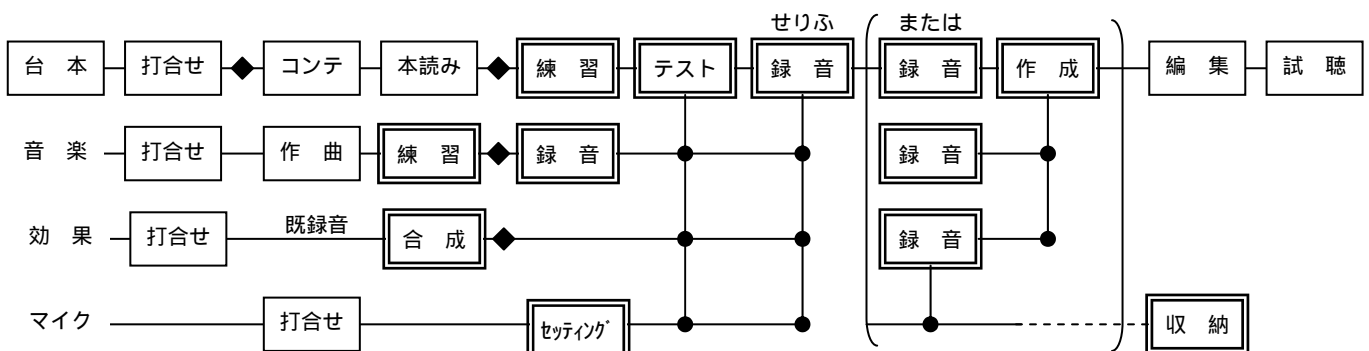 せりふ または
台 本 打合せ コンテ 本読み 練 習 テスト 録 音 録 音 作 成 編 集 試 聴
音 楽 打合せ 作 曲 練 習 録 音 録 音
効 果 打合せ 既録音 合 成 録 音
マイク 打合せ ｾｯﾃｨﾝｸﾞ 収 納